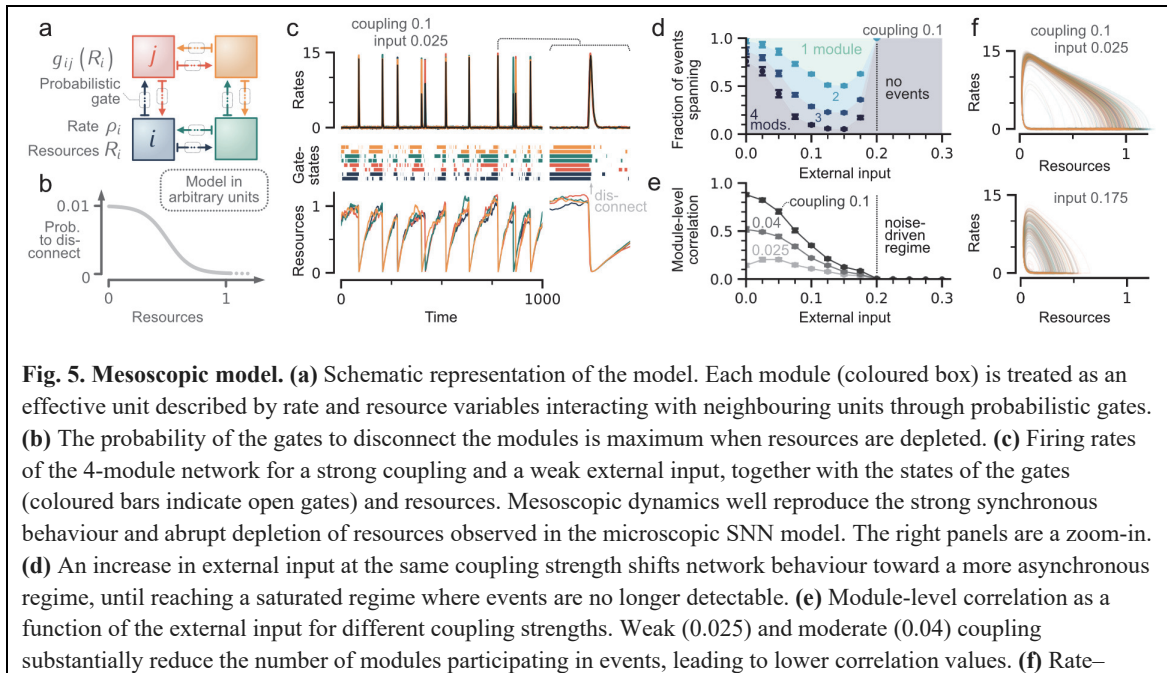 a
g_ij (R_i)
Probabilistic
gate
Rate ρ_i
Resources R_i
j
i
b
Model in
arbitrary units
0.01
Prob.
to dis-
connect
0
0
1
Resources
c
coupling 0.1
input 0.025
Rates
15
0
Gate-
states
dis-
connect
Resources
1
0
0
1000
Time
d
coupling 0.1
Fraction of events
spanning
1.0
0.5
0.0
1 module
2
3
4
mods.
no
events
0.0
0.1
0.2
0.3
External input
e
Module-level
correlation
1.0
0.5
0.0
coupling 0.1
0.04
0.025
noise-
driven
regime
0.0
0.1
0.2
0.3
External input
f
coupling 0.1
input 0.025
Rates
15
0
0
1
Resources
input 0.175
Rates
15
0
0
1
Resources
Fig. 5. Mesoscopic model. (a) Schematic representation of the model. Each module (coloured box) is treated as an
effective unit described by rate and resource variables interacting with neighbouring units through probabilistic gates.
(b) The probability of the gates to disconnect the modules is maximum when resources are depleted. (c) Firing rates
of the 4-module network for a strong coupling and a weak external input, together with the states of the gates
(coloured bars indicate open gates) and resources. Mesoscopic dynamics well reproduce the strong synchronous
behaviour and abrupt depletion of resources observed in the microscopic SNN model. The right panels are a zoom-in.
(d) An increase in external input at the same coupling strength shifts network behaviour toward a more asynchronous
regime, until reaching a saturated regime where events are no longer detectable. (e) Module-level correlation as a
function of the external input for different coupling strengths. Weak (0.025) and moderate (0.04) coupling
substantially reduce the number of modules participating in events, leading to lower correlation values. (f) Rate–